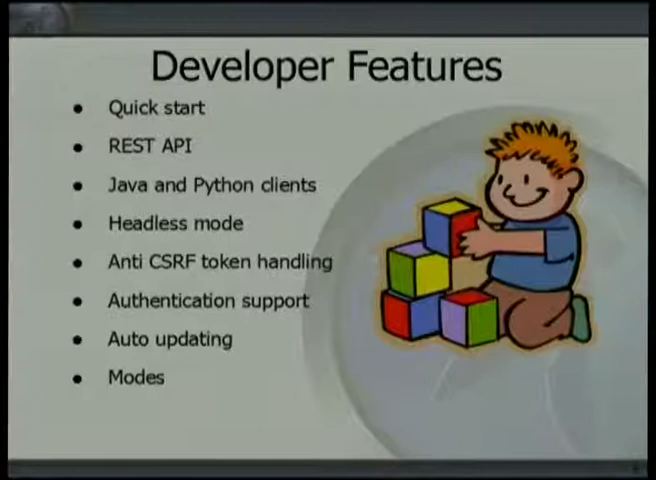 Developer Features
• Quick start
• REST API
• Java and Python clients
• Headless mode
• Anti CSRF token handling
• Authentication support
• Auto updating
• Modes